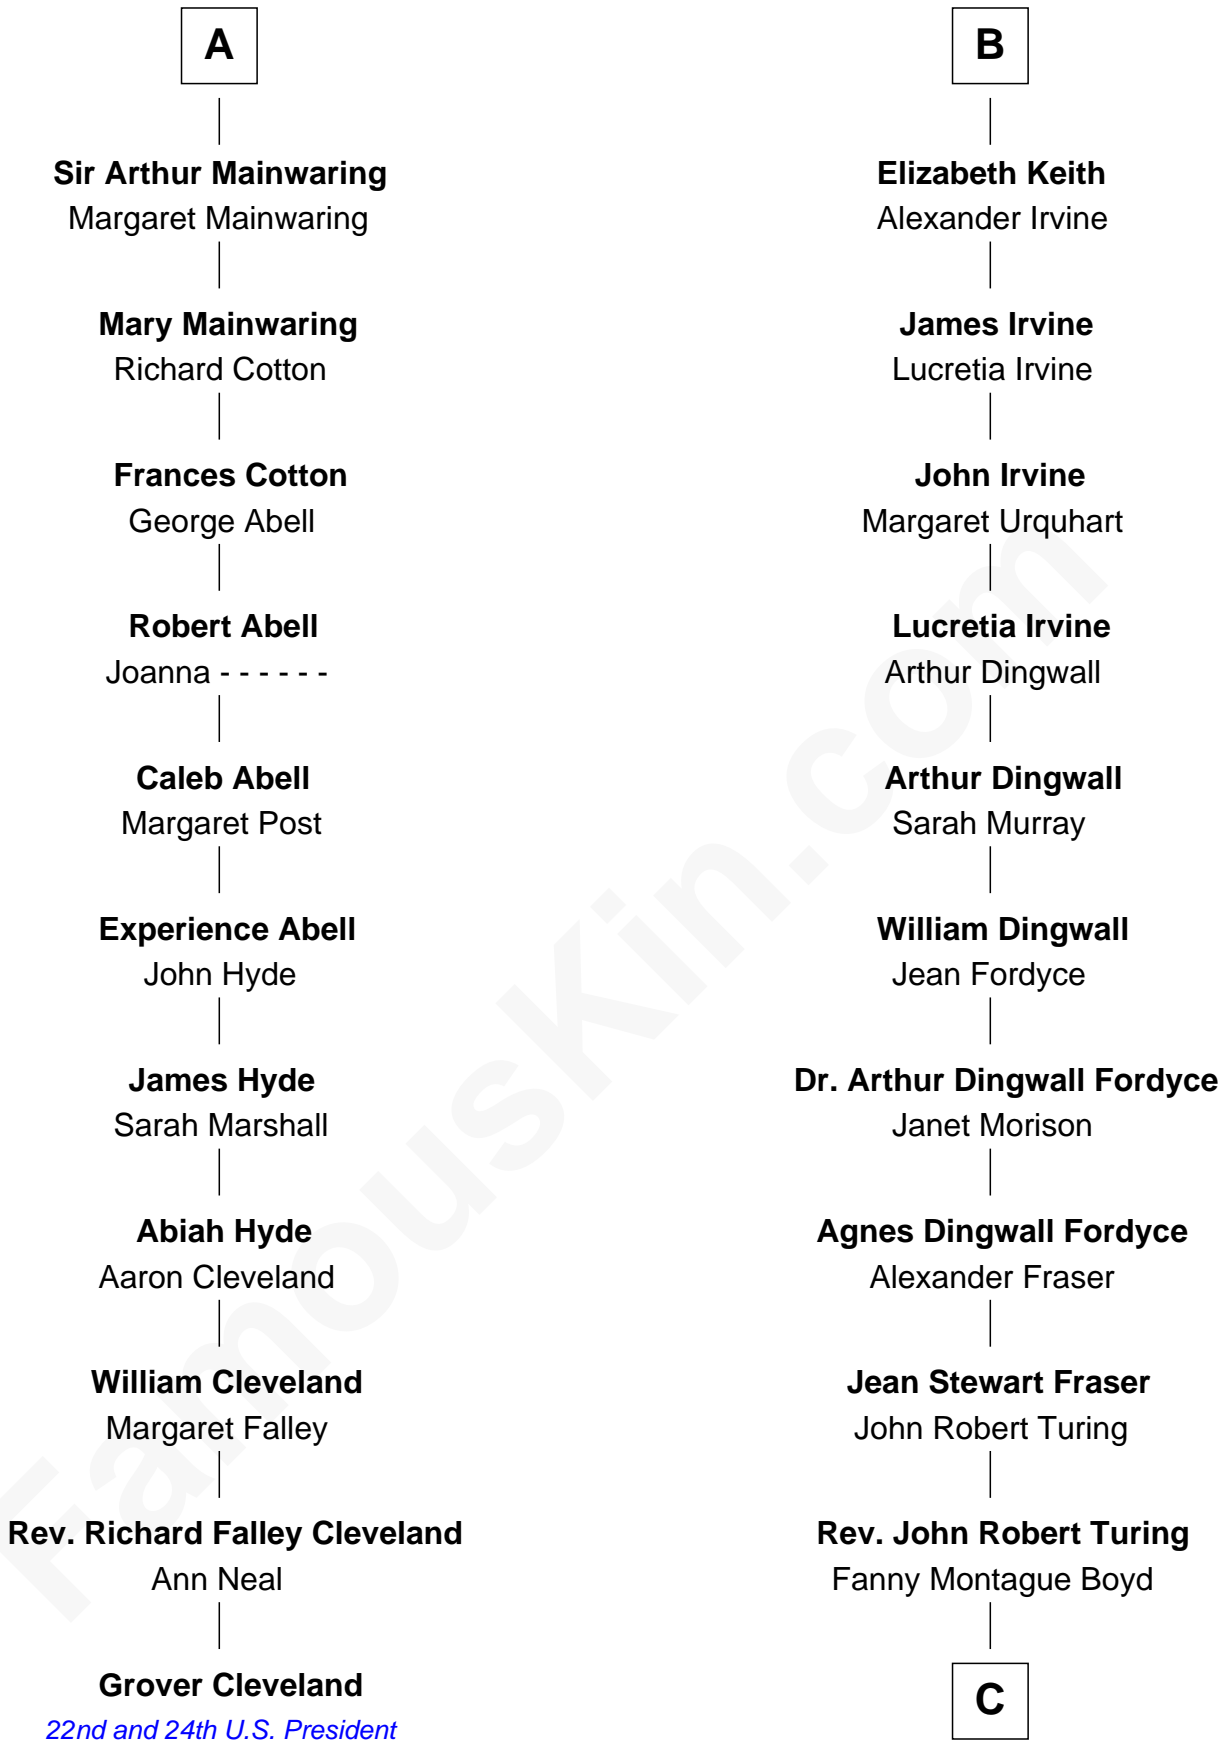 A
Sir Arthur Mainwaring
Margaret Mainwaring
Mary Mainwaring
Richard Cotton
Frances Cotton
George Abell
Robert Abell
Joanna - - - - - -
Caleb Abell
Margaret Post
Experience Abell
John Hyde
James Hyde
Sarah Marshall
Abiah Hyde
Aaron Cleveland
William Cleveland
Margaret Falley
Rev. Richard Falley Cleveland
Ann Neal
Grover Cleveland
22nd and 24th U.S. President
B
Elizabeth Keith
Alexander Irvine
James Irvine
Lucretia Irvine
John Irvine
Margaret Urquhart
Lucretia Irvine
Arthur Dingwall
Arthur Dingwall
Sarah Murray
William Dingwall
Jean Fordyce
Dr. Arthur Dingwall Fordyce
Janet Morison
Agnes Dingwall Fordyce
Alexander Fraser
Jean Stewart Fraser
John Robert Turing
Rev. John Robert Turing
Fanny Montague Boyd
C
FamousKin.com